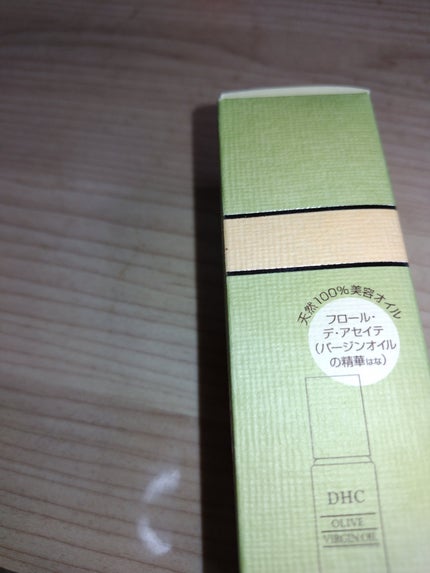 天然100%美容オイル
フロール・
デ・アセイテ
(バージンオイル
の精華はな)
DHC
OLIVE
VIRGIN OIL